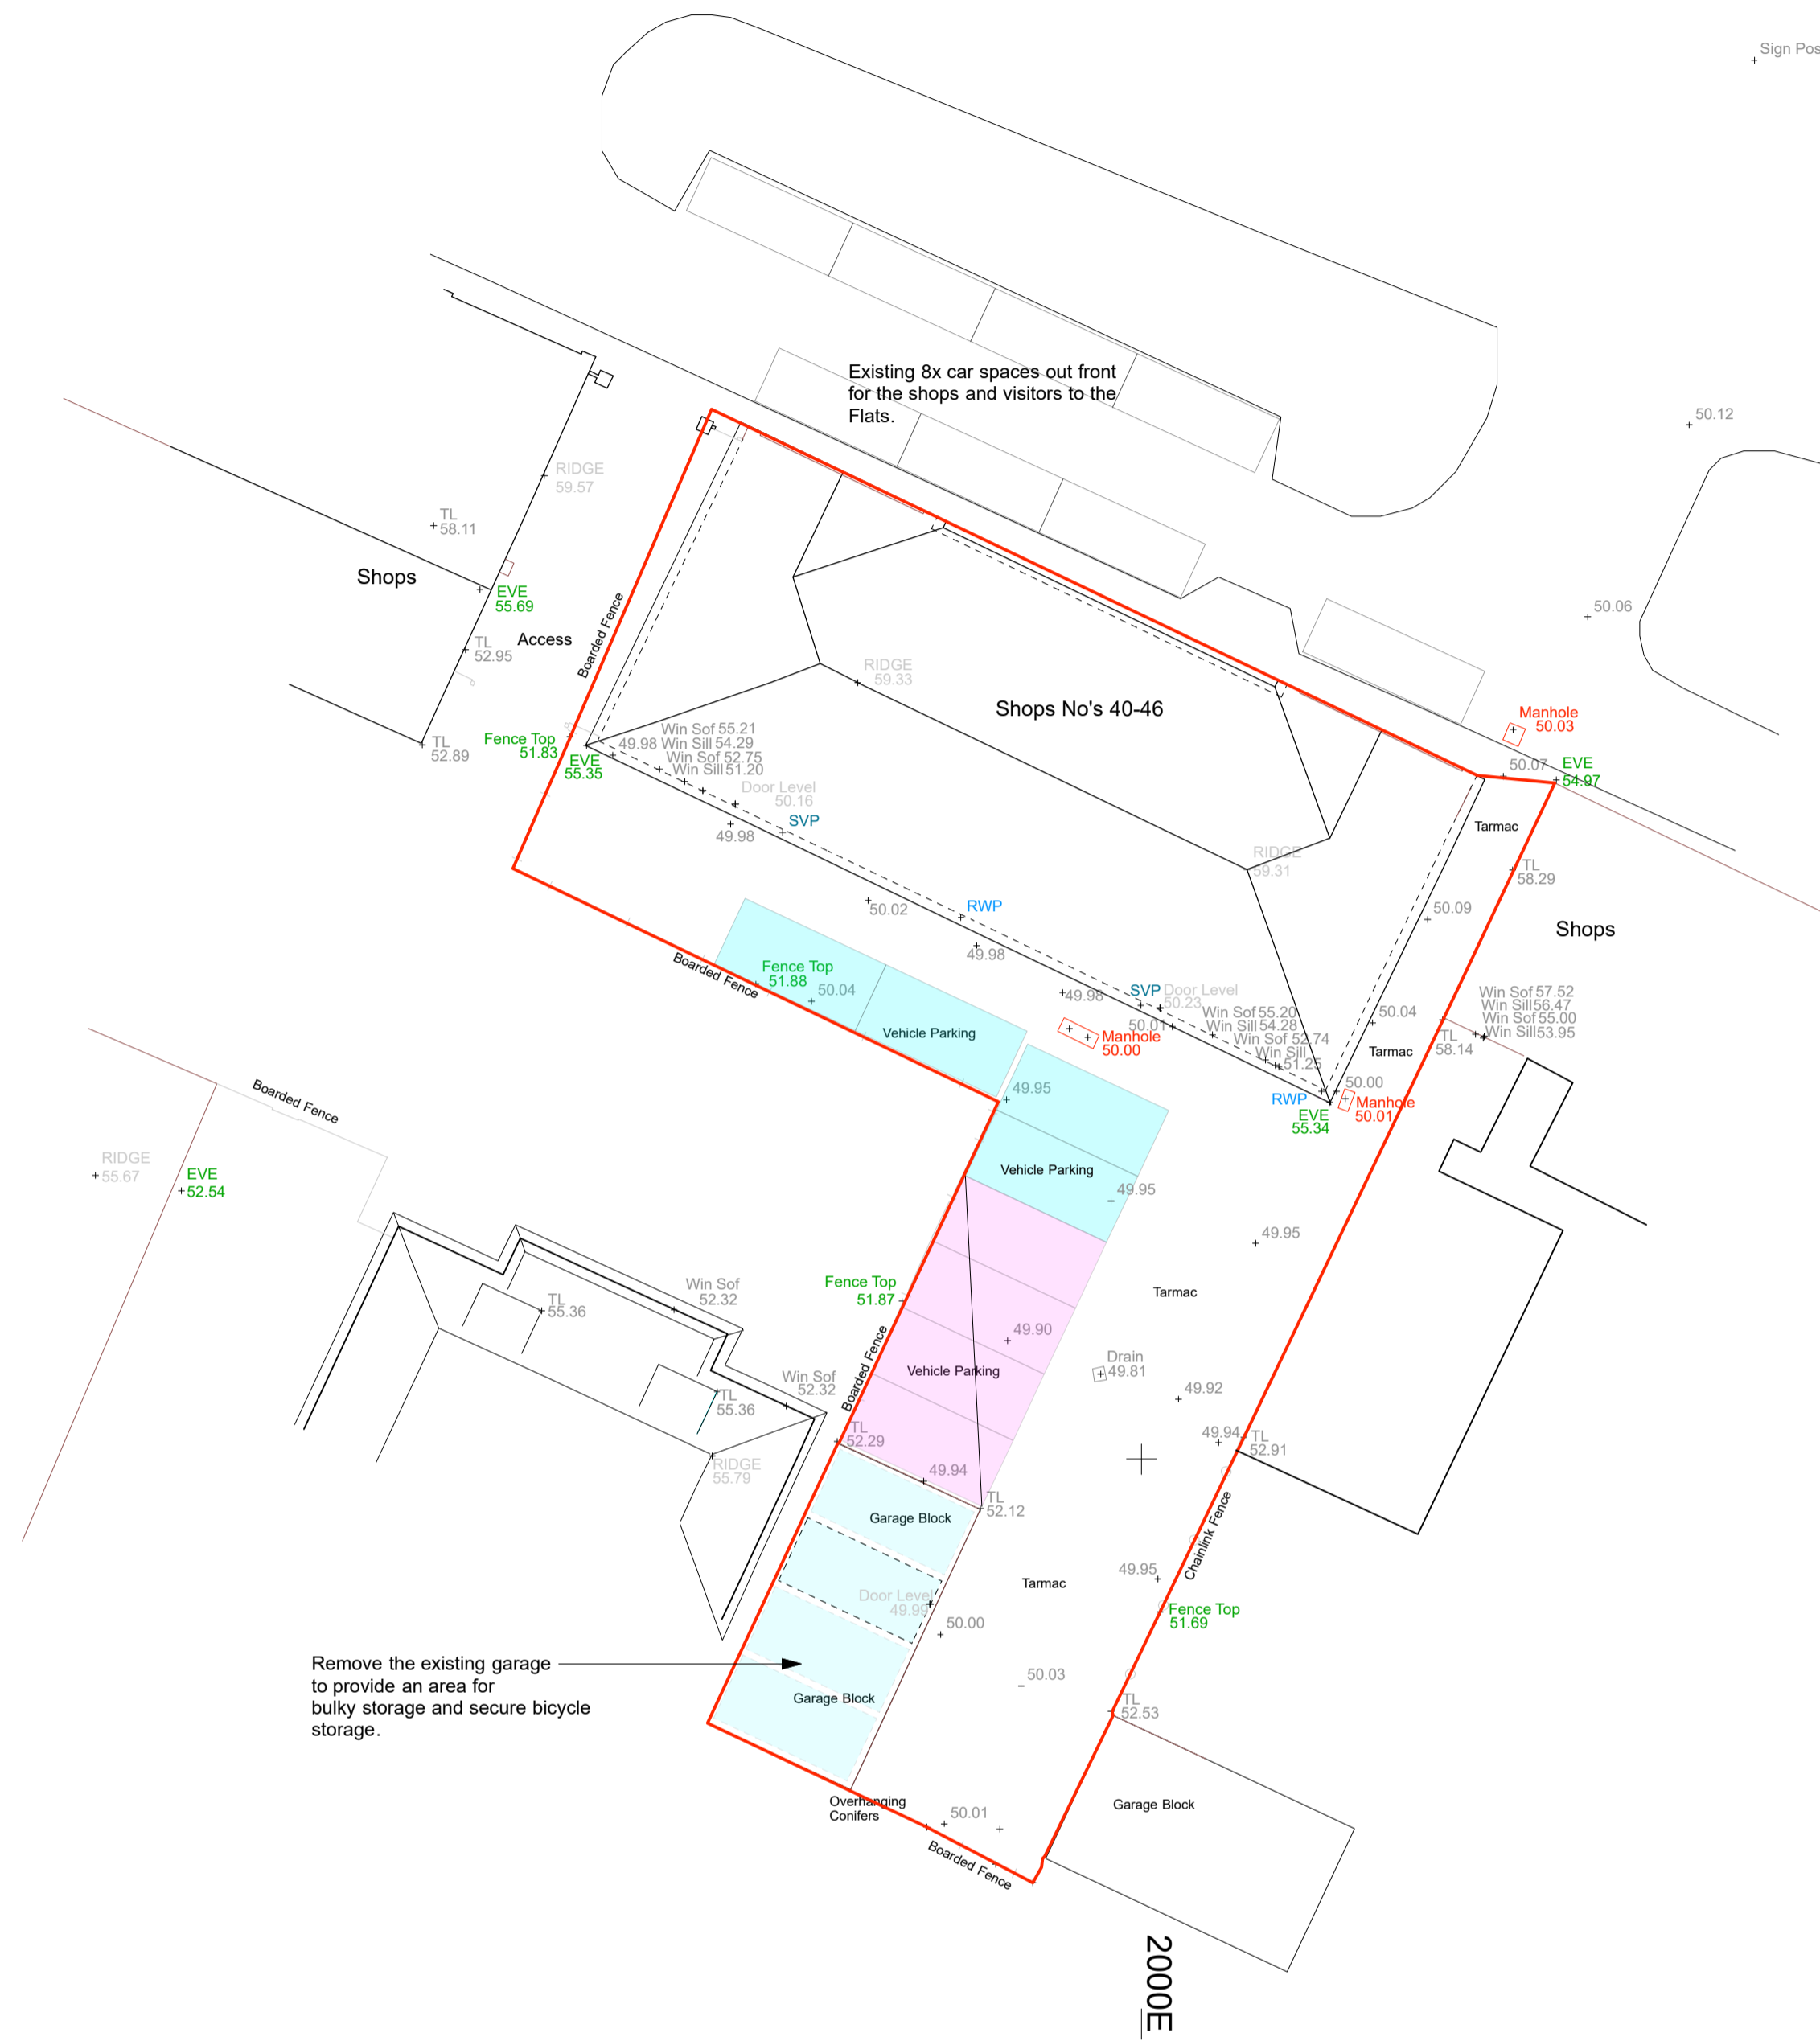 Sign Pos
Existing 8x car spaces out front
for the shops and visitors to the
Flats.
50.12
RIDGE
59.57
TL
58.11
Shops
EVE
55.69
Access
TL
52.95
Boarded Fence
50.06
RIDGE
59.33
Shops No's 40-46
Manhole
50.03
50.07
EVE
54.97
TL
52.89
Fence Top
51.83
EVE
55.35
49.98
Win Sof 55.21
Win Sill 54.29
Win Sof 52.75
Win Sill 51.20
Door Level
50.16
SVP
49.98
Tarmac
RIDGE
59.31
TL
58.29
50.02
RWP
50.09
Shops
49.98
Boarded Fence
Fence Top
51.88
50.04
49.98
SVP
Door Level
50.23
50.01
Win Sof 55.20
Win Sill 54.28
Win Sof 52.74
Win Sill
51.25
50.04
Win Sof 57.52
Win Sill 56.47
Win Sof 55.00
Win Sill 53.95
Vehicle Parking
Manhole
50.00
Tarmac
TL
58.14
49.95
RWP
EVE
55.34
50.00
Manhole
50.01
Boarded Fence
RIDGE
55.67
EVE
52.54
Vehicle Parking
49.95
49.95
Fence Top
51.87
Win Sof
52.32
TL
55.36
Tarmac
49.90
Vehicle Parking
Drain
49.81
Boarded Fence
Win Sof
52.32
TL
55.36
49.92
TL
52.29
49.94
TL
52.91
RIDGE
55.79
49.94
TL
52.12
Garage Block
Chainlink Fence
49.95
Tarmac
Door Level
49.99
50.00
Fence Top
51.69
Remove the existing garage
to provide an area for
bulky storage and secure bicycle
storage.
50.03
Garage Block
TL
52.53
Overhanging
Conifers
50.01
Garage Block
Boarded Fence
2000E